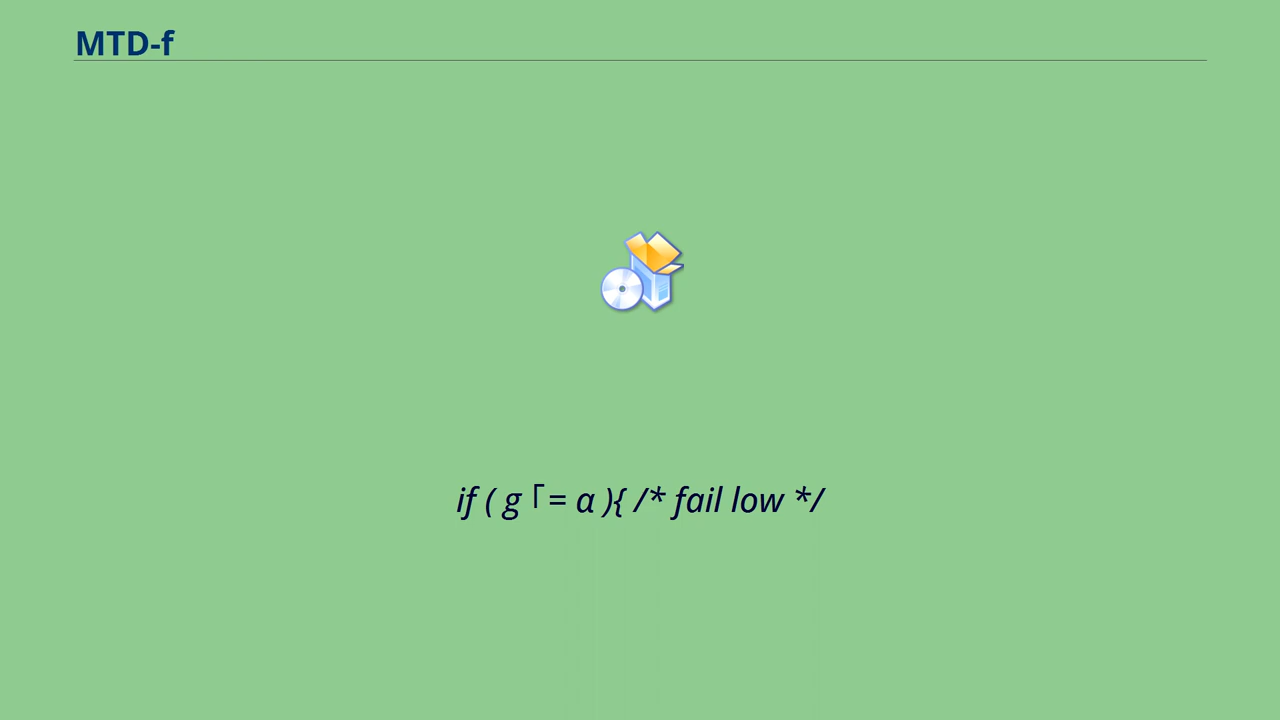 MTD-f
if ( g ｢= α ){ /* fail low */